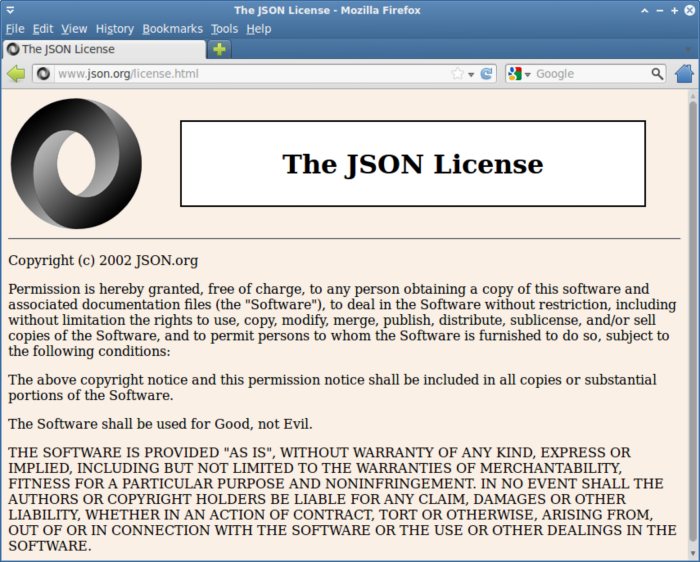 The JSON License - Mozilla Firefox
File Edit View History Bookmarks Tools Help
The JSON License
www.json.org/license.html
Google
The JSON License
Copyright (c) 2002 JSON.org
Permission is hereby granted, free of charge, to any person obtaining a copy of this software and
associated documentation files (the "Software"), to deal in the Software without restriction, including
without limitation the rights to use, copy, modify, merge, publish, distribute, sublicense, and/or sell
copies of the Software, and to permit persons to whom the Software is furnished to do so, subject to
the following conditions:
The above copyright notice and this permission notice shall be included in all copies or substantial
portions of the Software.
The Software shall be used for Good, not Evil.
THE SOFTWARE IS PROVIDED "AS IS", WITHOUT WARRANTY OF ANY KIND, EXPRESS OR
IMPLIED, INCLUDING BUT NOT LIMITED TO THE WARRANTIES OF MERCHANTABILITY,
FITNESS FOR A PARTICULAR PURPOSE AND NONINFRINGEMENT. IN NO EVENT SHALL THE
AUTHORS OR COPYRIGHT HOLDERS BE LIABLE FOR ANY CLAIM, DAMAGES OR OTHER
LIABILITY, WHETHER IN AN ACTION OF CONTRACT, TORT OR OTHERWISE, ARISING FROM,
OUT OF OR IN CONNECTION WITH THE SOFTWARE OR THE USE OR OTHER DEALINGS IN THE
SOFTWARE.